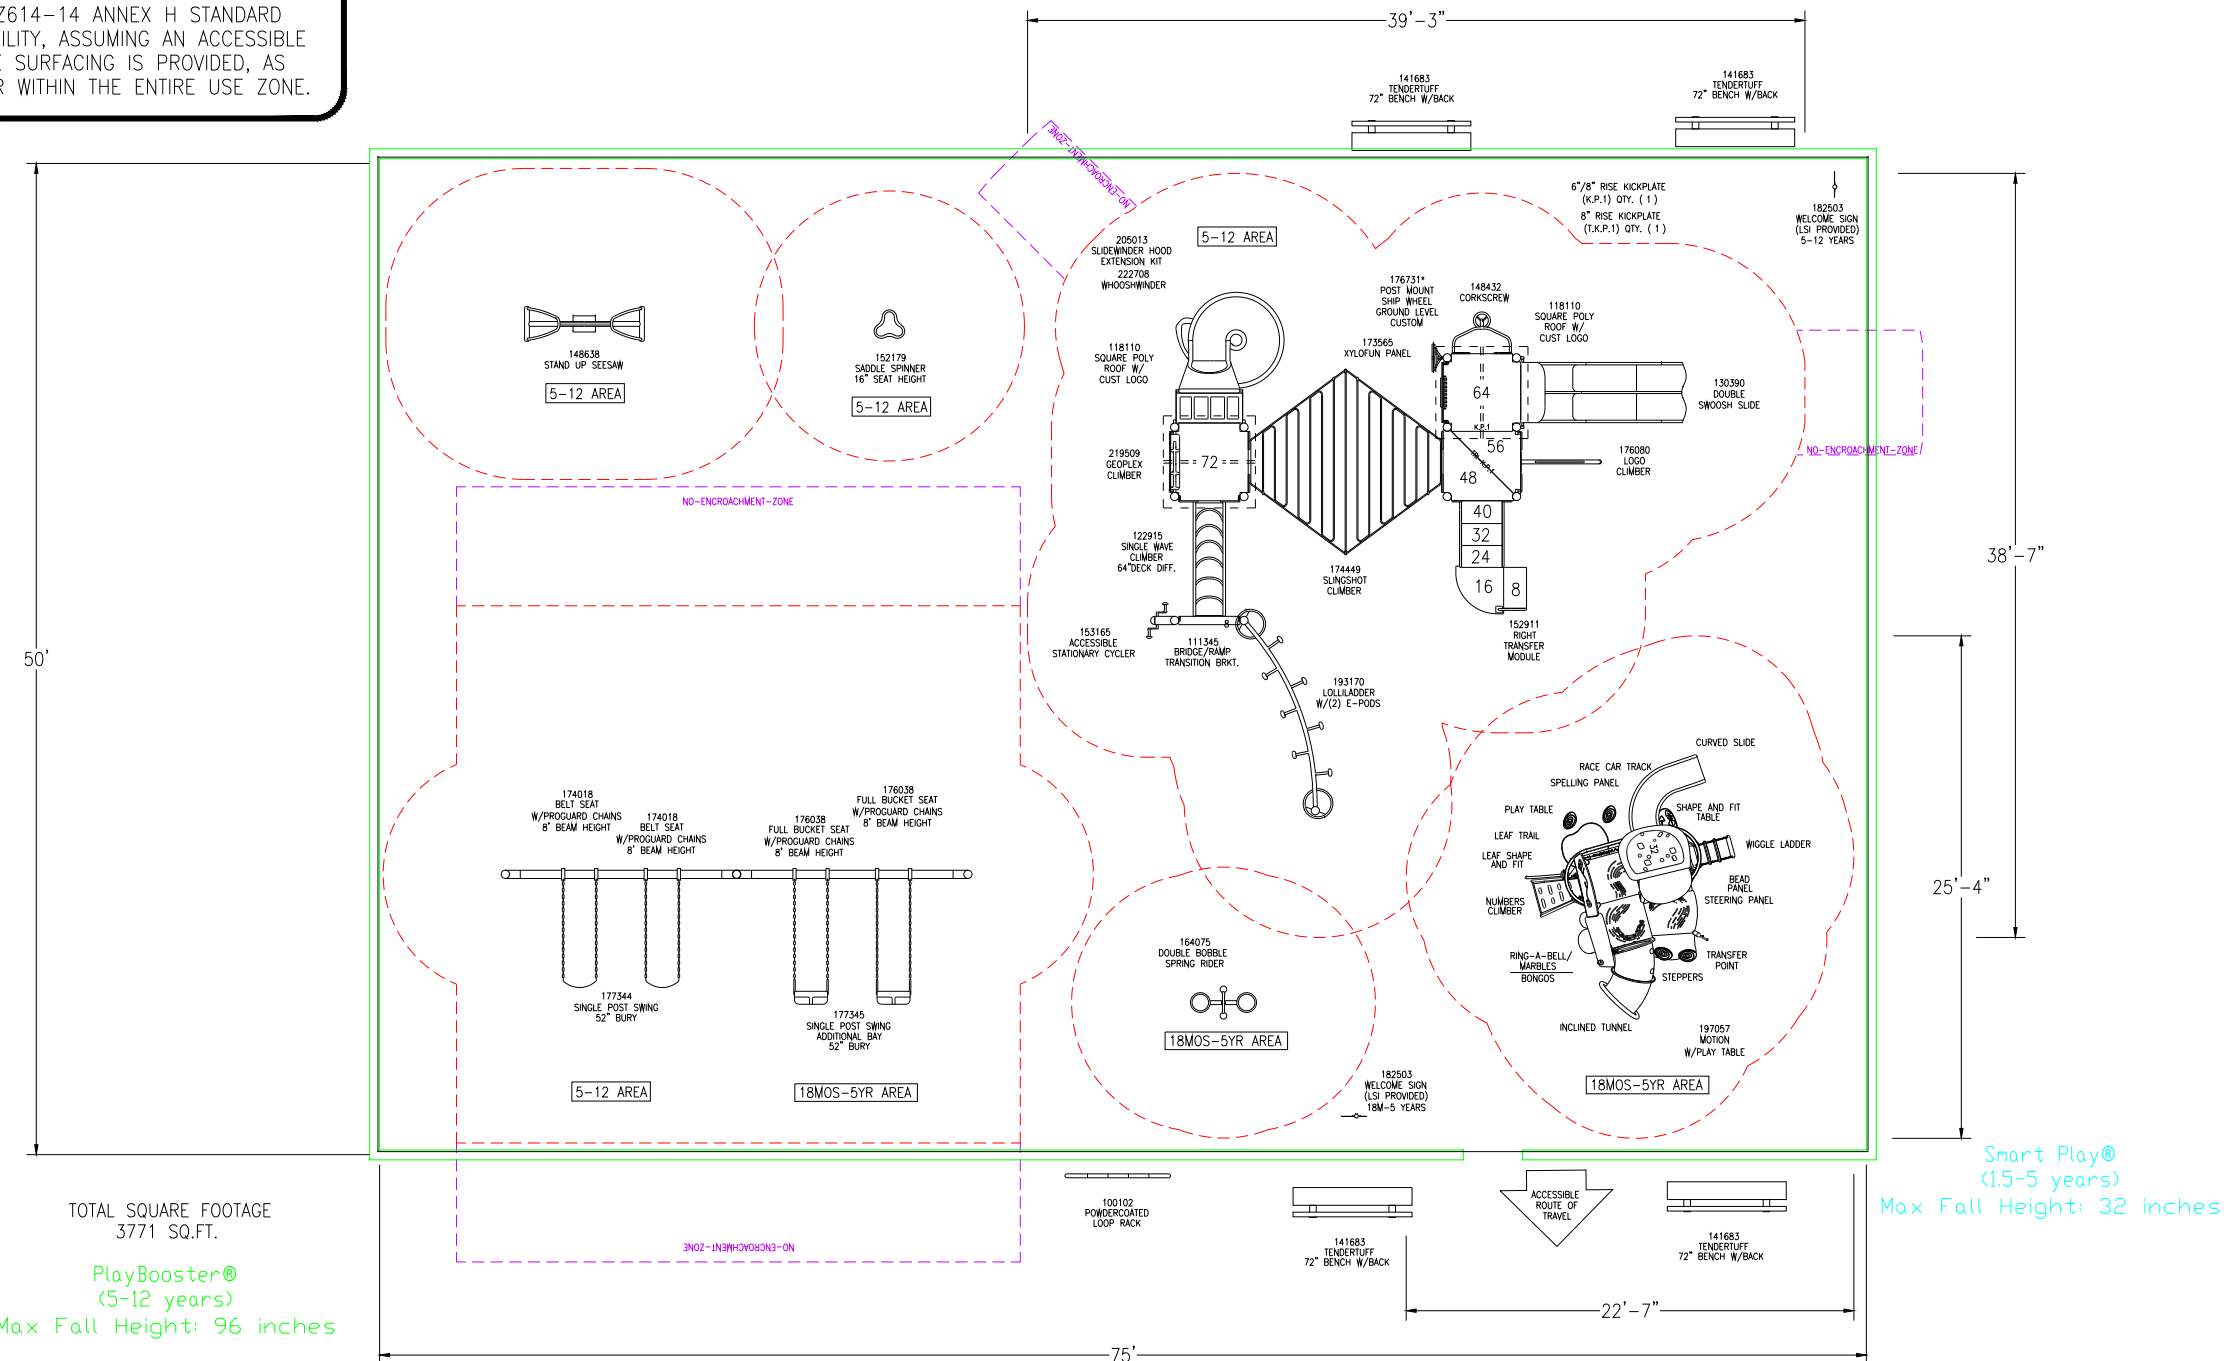 Z614-14 ANNEX H STANDARD
ILITY, ASSUMING AN ACCESSIBLE
E SURFACING IS PROVIDED, AS
R WITHIN THE ENTIRE USE ZONE.
39'-3"
141683
TENDERTUFF
72" BENCH W/BACK
141683
TENDERTUFF
72" BENCH W/BACK
NO-ENCROACHMENT-ZONE
6"/8" RISE KICKPLATE
(K.P.1) QTY. ( 1 )
8" RISE KICKPLATE
(T.K.P.1) QTY. ( 1 )
182503
WELCOME SIGN
(LSI PROVIDED)
5-12 YEARS
5-12 AREA
205013
SLIDEWINDER HOOD
EXTENSION KIT
222708
WHOOSHWINDER
176731*
POST MOUNT
SHIP WHEEL
GROUND LEVEL
CUSTOM
148432
CORKSCREW
118110
SQUARE POLY
ROOF W/
CUST LOGO
173565
XYLOFUN PANEL
118110
SQUARE POLY
ROOF W/
CUST LOGO
148638
STAND UP SEESAW
5-12 AREA
152179
SADDLE SPINNER
16" SEAT HEIGHT
5-12 AREA
64
K.P.1
56
TRI-K.P.1
48
130390
DOUBLE
SWOOSH SLIDE
NO-ENCROACHMENT-ZONE
219509
GEOPLEX
CLIMBER
72
176080
LOGO
CLIMBER
NO-ENCROACHMENT-ZONE
40
32
24
16
8
122915
SINGLE WAVE
CLIMBER
64"DECK DIFF.
174449
SLINGSHOT
CLIMBER
38'-7"
153165
ACCESSIBLE
STATIONARY CYCLER
8
111345
BRIDGE/RAMP
TRANSITION BRKT.
152911
RIGHT
TRANSFER
MODULE
50'
193170
LOLLILADDER
W/(2) E-PODS
CURVED SLIDE
RACE CAR TRACK
SPELLING PANEL
PLAY TABLE
SHAPE AND FIT
TABLE
LEAF TRAIL
WIGGLE LADDER
LEAF SHAPE
AND FIT
32
BEAD
PANEL
STEERING PANEL
NUMBERS
CLIMBER
25'-4"
174018
BELT SEAT
W/PROGUARD CHAINS
8' BEAM HEIGHT
174018
BELT SEAT
W/PROGUARD CHAINS
8' BEAM HEIGHT
176038
FULL BUCKET SEAT
W/PROGUARD CHAINS
8' BEAM HEIGHT
176038
FULL BUCKET SEAT
W/PROGUARD CHAINS
8' BEAM HEIGHT
164075
DOUBLE BOBBLE
SPRING RIDER
RING-A-BELL/
MARBLES
BONGOS
TRANSFER
POINT
STEPPERS
INCLINED TUNNEL
177344
SINGLE POST SWING
52" BURY
177345
SINGLE POST SWING
ADDITIONAL BAY
52" BURY
18MOS-5YR AREA
197057
MOTION
W/PLAY TABLE
5-12 AREA
18MOS-5YR AREA
182503
WELCOME SIGN
(LSI PROVIDED)
18M-5 YEARS
18MOS-5YR AREA
Smart Play®
(1.5-5 years)
Max Fall Height: 32 inches
TOTAL SQUARE FOOTAGE
3771 SQ.FT.
100102
POWDERCOATED
LOOP RACK
ACCESSIBLE
ROUTE OF
TRAVEL
NO-ENCROACHMENT-ZONE
141683
TENDERTUFF
72" BENCH W/BACK
141683
TENDERTUFF
72" BENCH W/BACK
PlayBooster®
(5-12 years)
Max Fall Height: 96 inches
22'-7"
75'